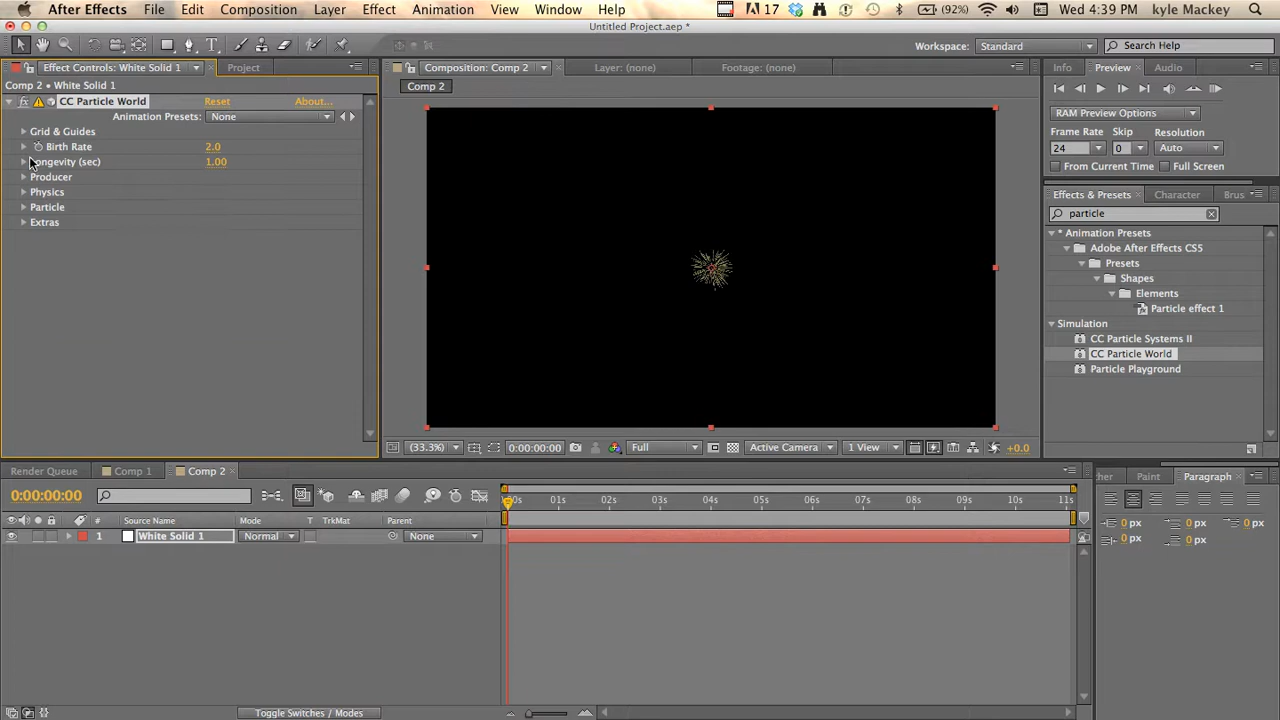 After Effects File Edit Composition Layer Effect Animation View Window Help 17 (92%) Wed 4:39 PM kyle Mackey
Untitled Project.aep *
Workspace: Standard Search Help
Effect Controls: White Solid 1 Project
Composition: Comp 2 Layer: (none) Footage: (none)
Info Preview Audio
Comp 2 • White Solid 1
Comp 2
fx CC Particle World Reset About...
Animation Presets: None
Grid & Guides
Birth Rate 2.0
Longevity (sec) 1.00
Producer
Physics
Particle
Extras
RAM Preview Options
Frame Rate Skip Resolution
24 0 Auto
From Current Time Full Screen
Effects & Presets Character Brus
particle
* Animation Presets
Adobe After Effects CS5
Presets
Shapes
Elements
Particle effect 1
Simulation
CC Particle Systems II
CC Particle World
Particle Playground
(33.3%) 0:00:00:00 Full Active Camera 1 View +0.0
Render Queue Comp 1 Comp 2
0:00:00:00
00s 01s 02s 03s 04s 05s 06s 07s 08s 09s 10s 11s
# Source Name Mode T TrkMat Parent
1 White Solid 1 Normal None
Toggle Switches / Modes
cher Paint Paragraph
0 px 0 px 0 px
0 px 0 px